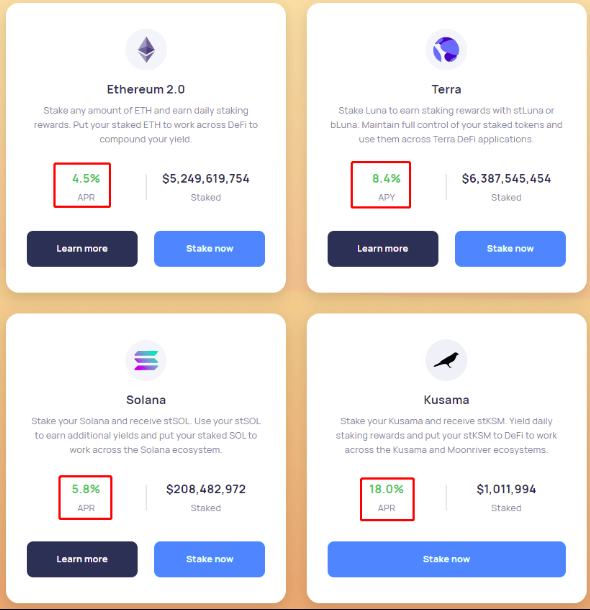 Ethereum 2.0
Stake any amount of ETH and earn daily staking
rewards. Put your staked ETH to work across DeFi to
compound your yield.
4.5%
APR
$5,249,619,754
Staked
Learn more
Stake now
Terra
Stake Luna to earn staking rewards with stLuna or
bLuna. Maintain full control of your staked tokens and
use them across Terra DeFi applications.
8.4%
APY
$6,387,545,454
Staked
Learn more
Stake now
Solana
Stake your Solana and receive stSOL. Use your stSOL
to earn additional yields and put your staked SOL to
work across the Solana ecosystem.
5.8%
APR
$208,482,972
Staked
Learn more
Stake now
Kusama
Stake your Kusama and receive stKSM. Yield daily
staking rewards and put your stKSM to DeFi to work
across the Kusama and Moonriver ecosystems.
18.0%
APR
$1,011,994
Staked
Stake now